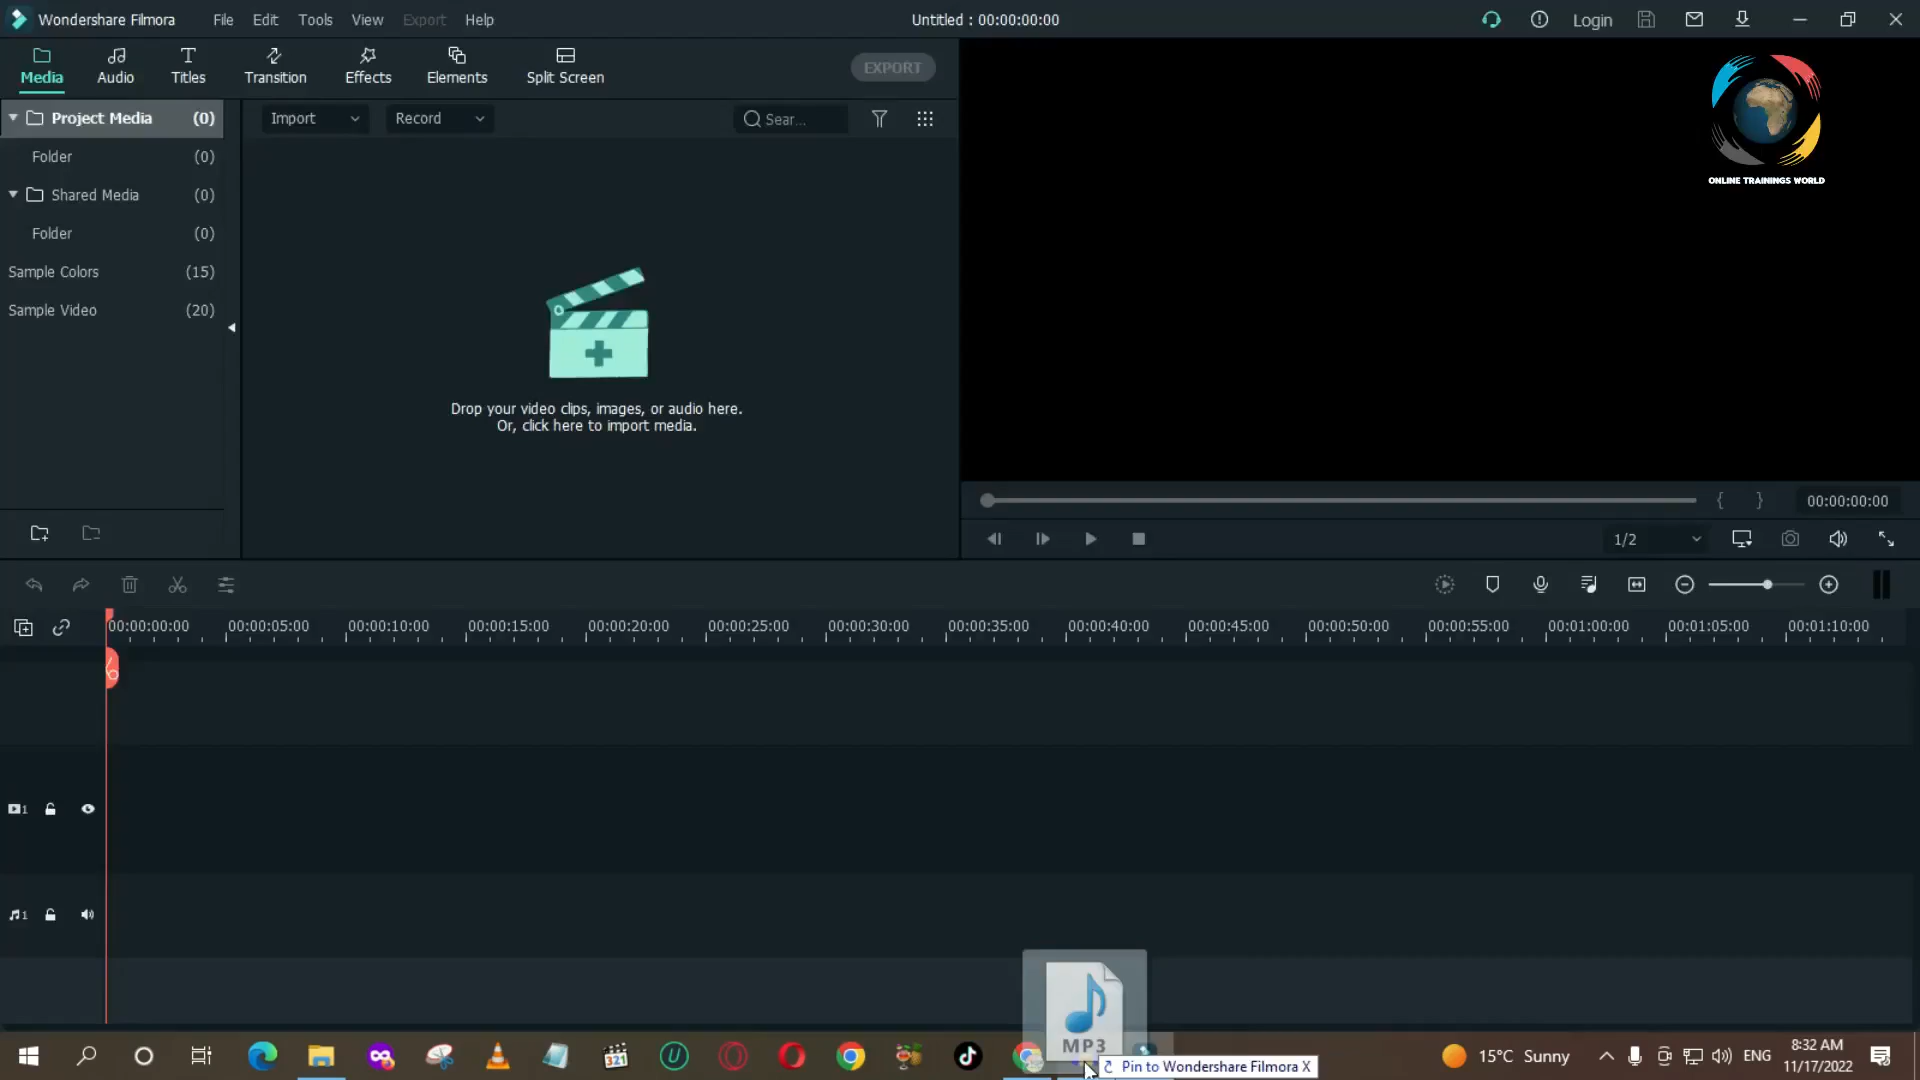 Wondershare Filmora
File
Edit
Tools
View
Export
Help
Untitled : 00:00:00:00
Login
Media
Audio
Titles
Transition
Effects
Elements
Split Screen
EXPORT
Project Media (0)
Folder (0)
Shared Media (0)
Folder (0)
Sample Colors (15)
Sample Video (20)
Import
Record
Sear...
Drop your video clips, images, or audio here.
Or, click here to import media.
ONLINE TRAININGS WORLD
{ }
00:00:00:00
1/2
00:00:00:00
00:00:05:00
00:00:10:00
00:00:15:00
00:00:20:00
00:00:25:00
00:00:30:00
00:00:35:00
00:00:40:00
00:00:45:00
00:00:50:00
00:00:55:00
00:01:00:00
00:01:05:00
00:01:10:00
1
1
MP3
Pin to Wondershare Filmora X
321
15°C Sunny
ENG
8:32 AM
11/17/2022